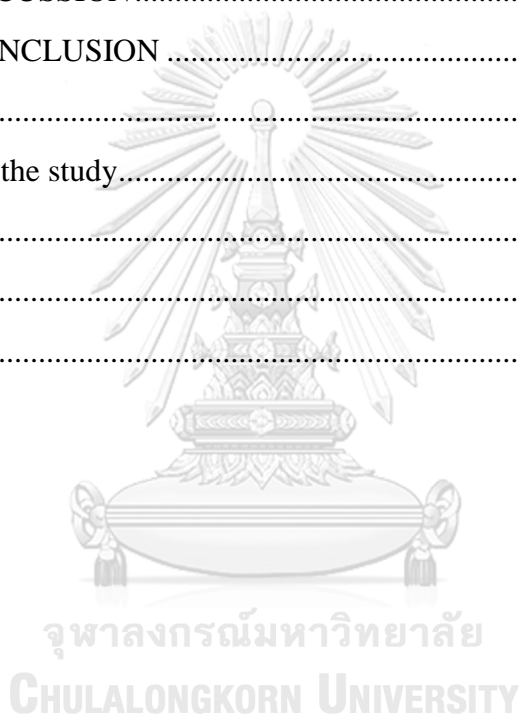 CUSSION..................................................
NCLUSION ..............................................
................................................................
the study..................................................
................................................................
................................................................
................................................................
จุฬาลงกรณ์มหาวิทยาลัย
CHULALONGKORN UNIVERSITY